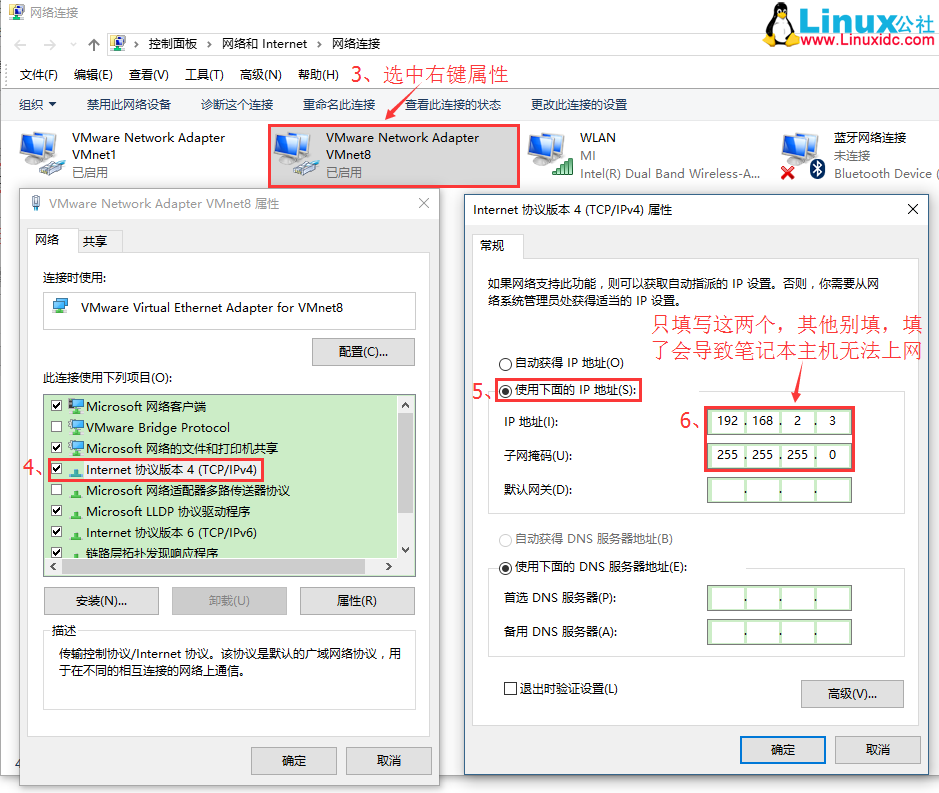 网络连接
Linux公社
www.Linuxidc.com
控制面板 › 网络和 Internet › 网络连接
文件(F) 编辑(E) 查看(V) 工具(T) 高级(N) 帮助(H)
3、选中右键属性
组织 禁用此网络设备 诊断这个连接 重命名此连接 查看此连接的状态 更改此连接的设置
VMware Network Adapter
VMnet1
已启用
VMware Network Adapter
VMnet8
已启用
WLAN
MI
Intel(R) Dual Band Wireless-A...
蓝牙网络连接
未连接
Bluetooth Device (
VMware Network Adapter VMnet8 属性
网络 共享
连接时使用:
VMware Virtual Ethernet Adapter for VMnet8
配置(C)...
此连接使用下列项目(O):
Microsoft 网络客户端
VMware Bridge Protocol
Microsoft 网络的文件和打印机共享
4、
Internet 协议版本 4 (TCP/IPv4)
Microsoft 网络适配器多路传送器协议
Microsoft LLDP 协议驱动程序
Internet 协议版本 6 (TCP/IPv6)
链路层拓扑发现响应程序
安装(N)... 卸载(U) 属性(R)
描述
传输控制协议/Internet 协议。该协议是默认的广域网络协议，用
于在不同的相互连接的网络上通信。
确定 取消
Internet 协议版本 4 (TCP/IPv4) 属性
常规
如果网络支持此功能，则可以获取自动指派的 IP 设置。否则，你需要从网
络系统管理员处获得适当的 IP 设置。
只填写这两个，其他别填，填
了会导致笔记本主机无法上网
自动获得 IP 地址(O)
5、
使用下面的 IP 地址(S):
6、
IP 地址(I): 192 . 168 . 2 . 3
子网掩码(U): 255 . 255 . 255 . 0
默认网关(D): . . .
自动获得 DNS 服务器地址(B)
使用下面的 DNS 服务器地址(E):
首选 DNS 服务器(P): . . .
备用 DNS 服务器(A): . . .
退出时验证设置(L)
高级(V)...
确定 取消